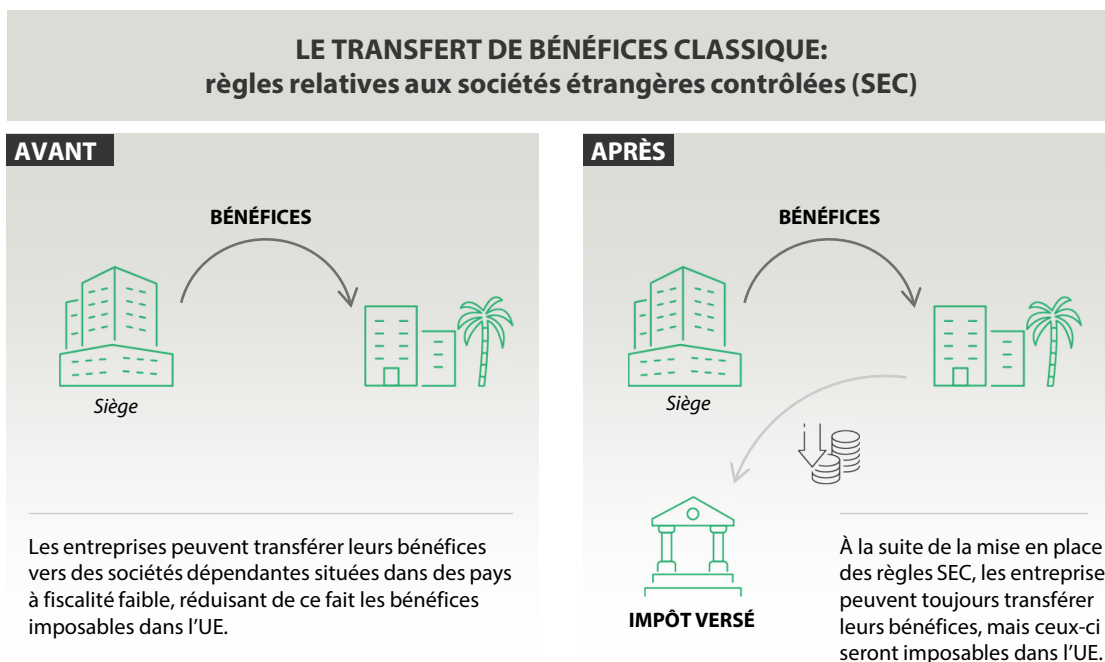 LE TRANSFERT DE BÉNÉFICES CLASSIQUE:
règles relatives aux sociétés étrangères contrôlées (SEC)
AVANT
BÉNÉFICES
Siège
Les entreprises peuvent transférer leurs bénéfices
vers des sociétés dépendantes situées dans des pays
à fiscalité faible, réduisant de ce fait les bénéfices
imposables dans l’UE.
APRÈS
BÉNÉFICES
Siège
IMPÔT VERSÉ
À la suite de la mise en place
des règles SEC, les entreprise
peuvent toujours transférer
leurs bénéfices, mais ceux-ci
seront imposables dans l’UE.